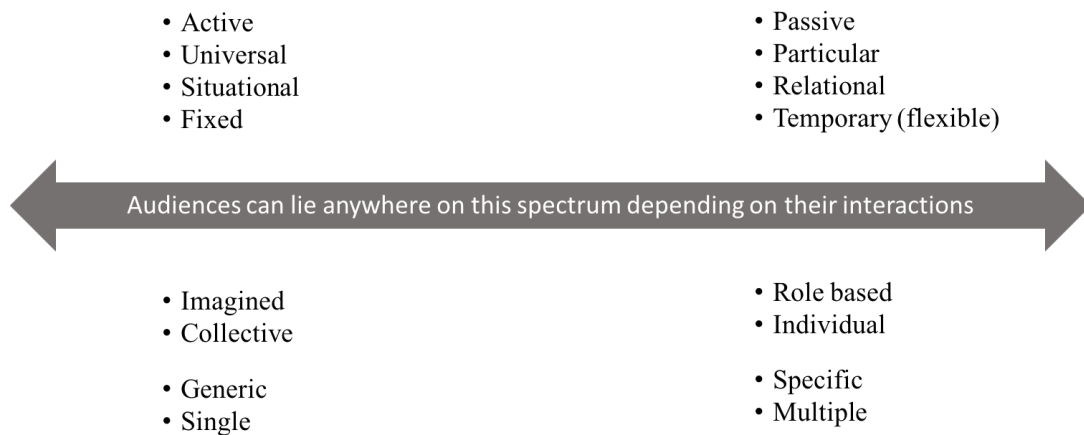 • Active
• Universal
• Situational
• Fixed
• Passive
• Particular
• Relational
• Temporary (flexible)
Audiences can lie anywhere on this spectrum depending on their interactions
• Imagined
• Collective
• Generic
• Single
• Role based
• Individual
• Specific
• Multiple